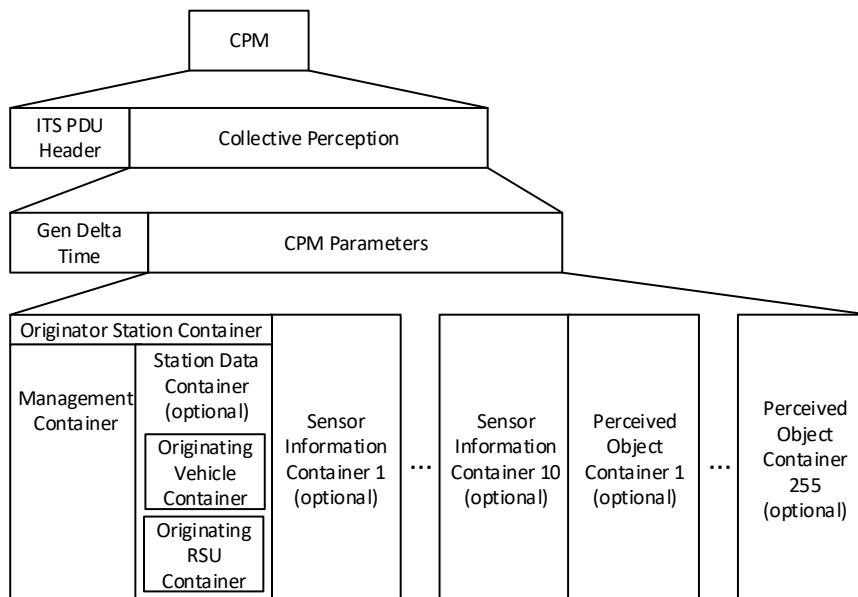 CPM
ITS PDU
Header
Collective Perception
Gen Delta
Time
CPM Parameters
Originator Station Container
Management
Container
Station Data
Container
(optional)
Originating
Vehicle
Container
Originating
RSU
Container
Sensor
Information
Container 1
(optional)
...
Sensor
Information
Container 10
(optional)
Perceived
Object
Container 1
(optional)
...
Perceived
Object
Container
255
(optional)